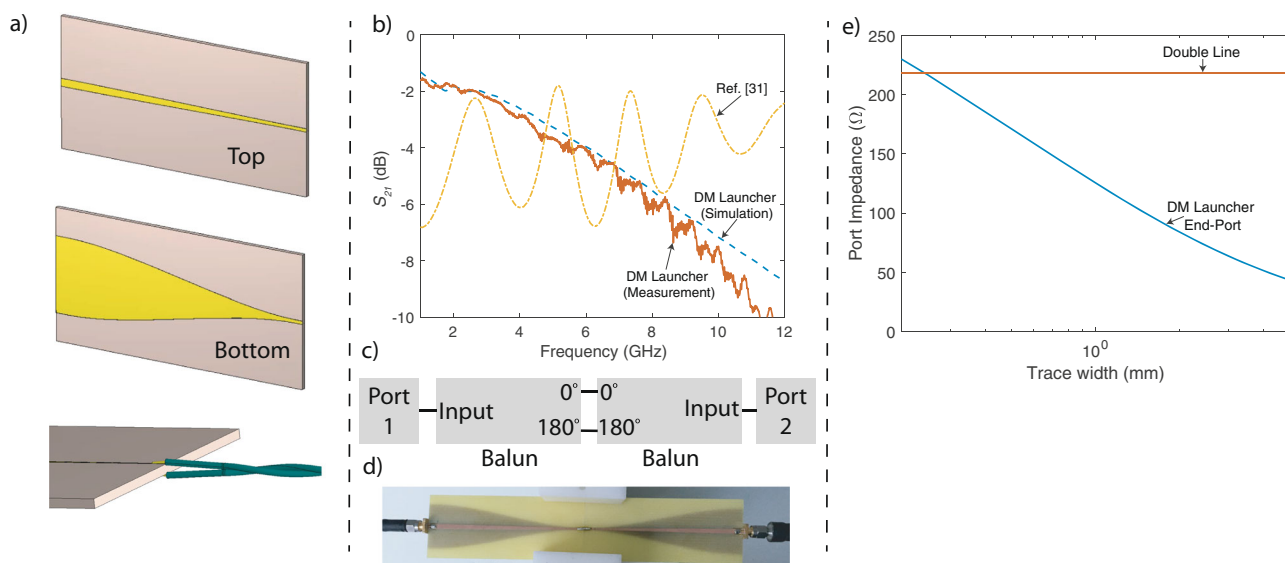 a)
Top
Bottom
b)
0
-2
-4
-6
-8
-10
S21 (dB)
2
4
6
8
10
12
Frequency (GHz)
Ref. [31]
DM Launcher
(Simulation)
DM Launcher
(Measurement)
c)
Port
1
Input
0°
180°
Balun
0°
180°
Input
Balun
Port
2
d)
e)
250
200
150
100
50
0
Port Impedance (Ω)
10^0
Trace width (mm)
Double Line
DM Launcher
End-Port